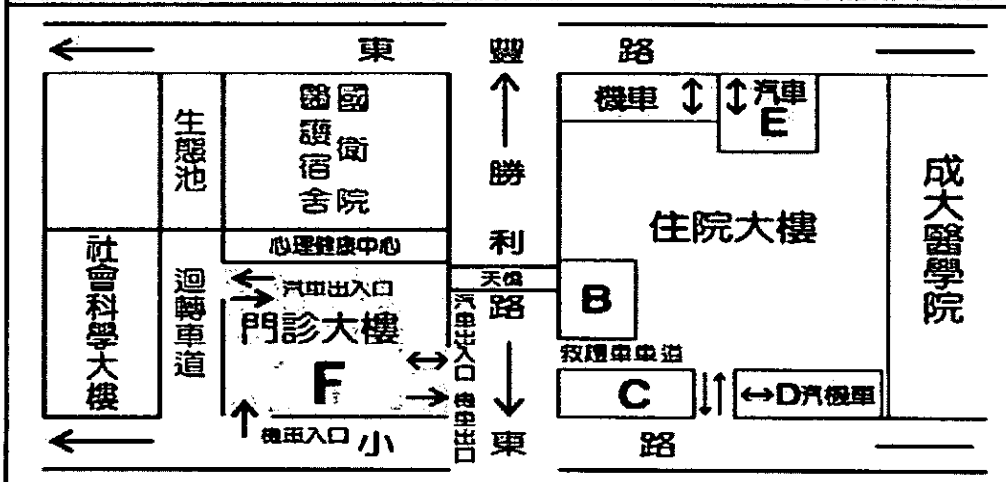 東豐路
機車
汽車
E
生態池
國衛院
醫護宿舍
勝利路
成大醫學院
住院大樓
社會科學大樓
迴轉車道
心理健康中心
汽車出入口
天橋
門診大樓
F
汽車出入口
B
救護車車道
C
D汽機車
機車出口
機車入口
小東路